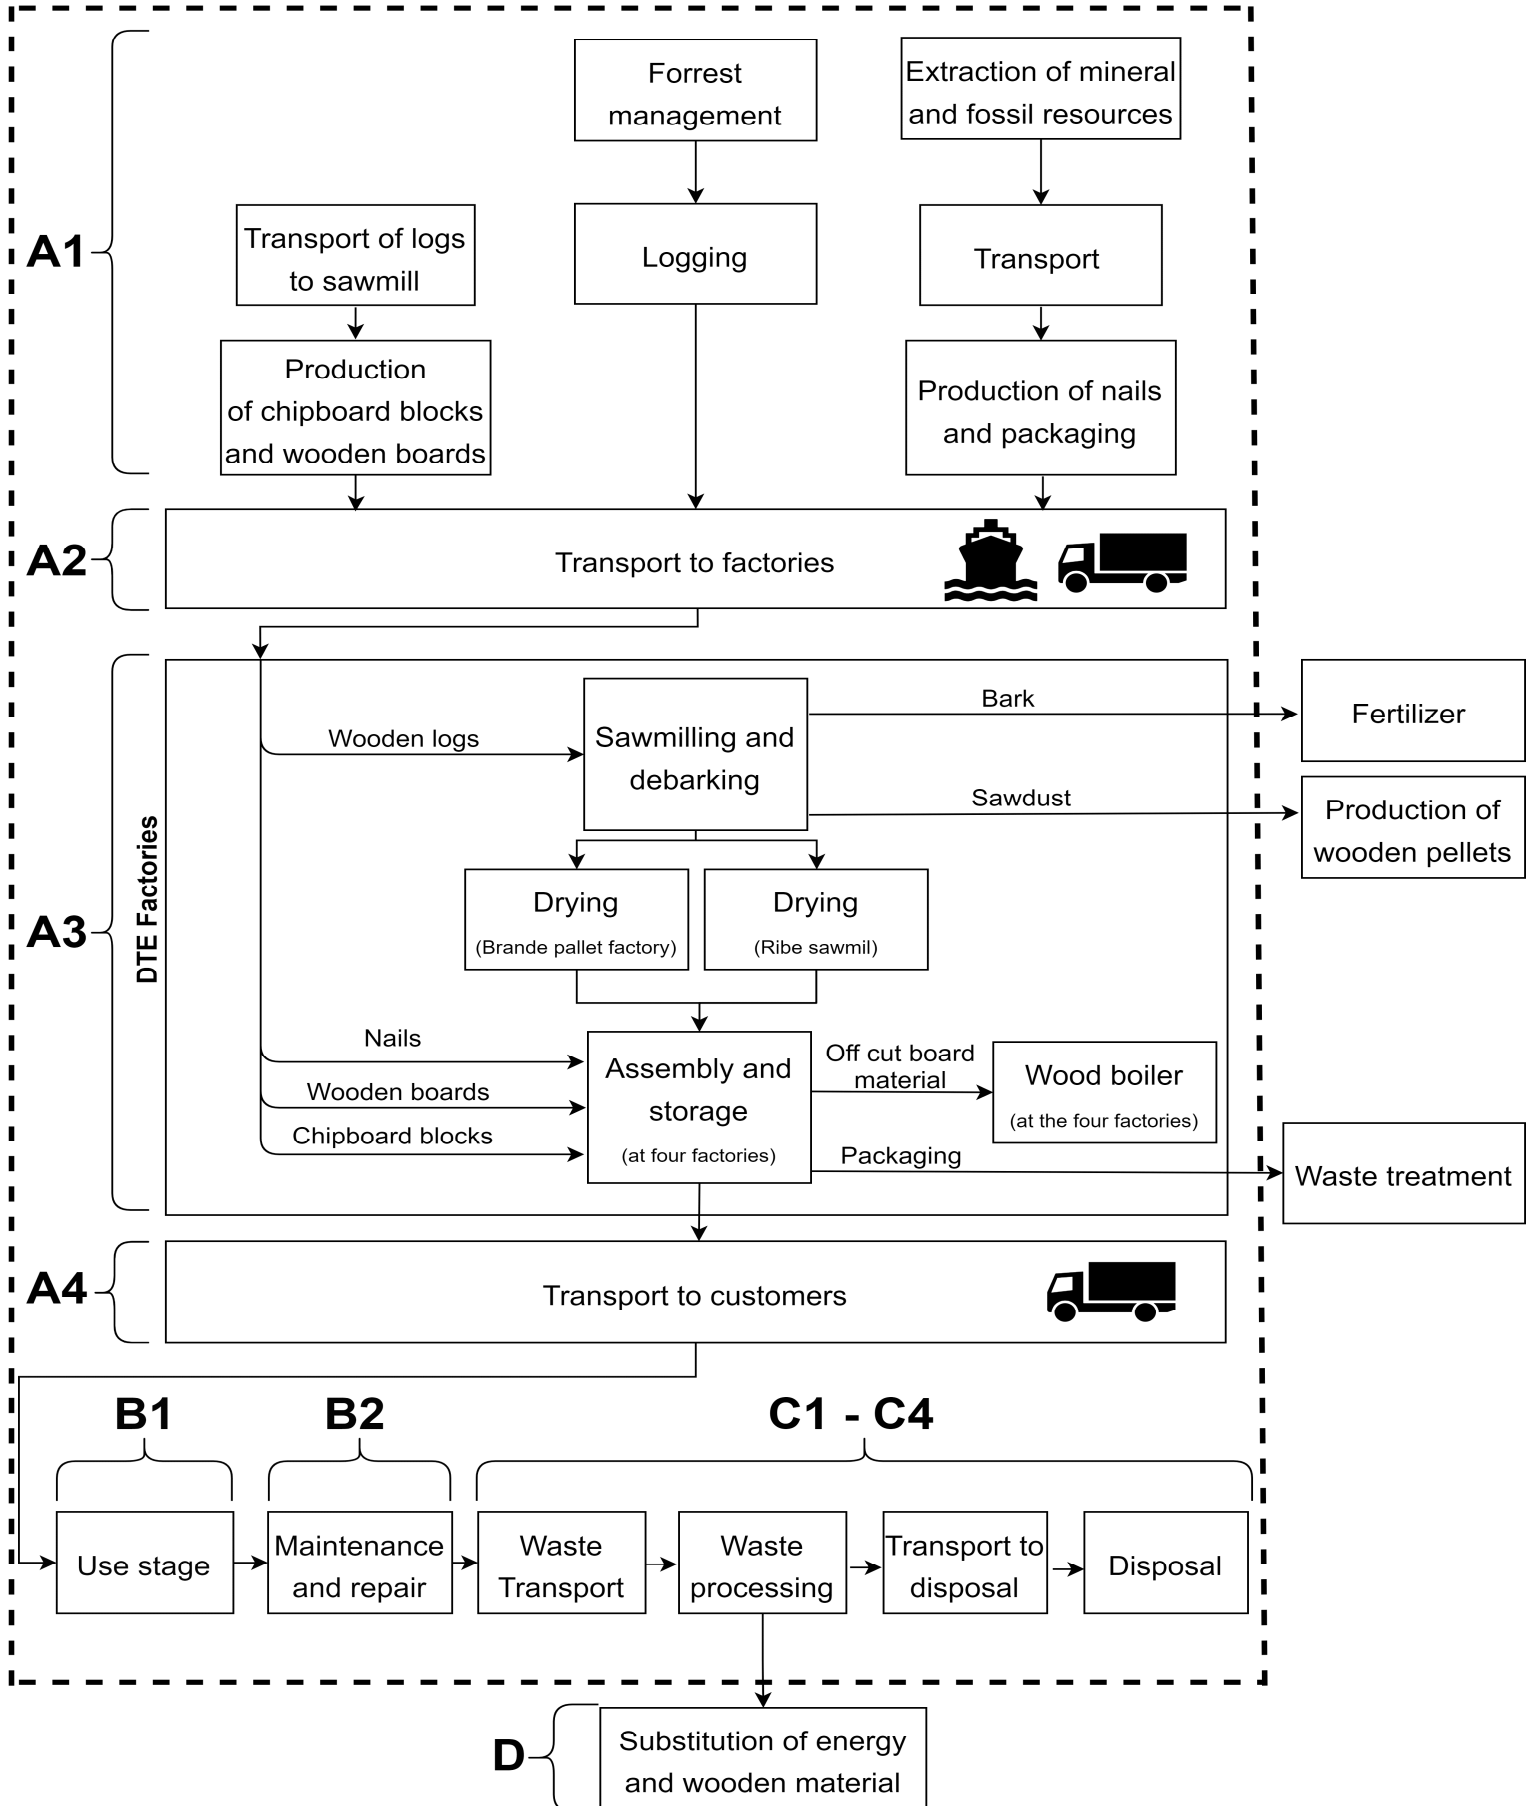 Forrest
management
Extraction of mineral
and fossil resources
A1
Transport of logs
to sawmill
Logging
Transport
Production
of chipboard blocks
and wooden boards
Production of nails
and packaging
A2
Transport to factories
A3
DTE Factories
Wooden logs
Sawmilling and
debarking
Bark
Fertilizer
Sawdust
Production of
wooden pellets
Drying
(Brande pallet factory)
Drying
(Ribe sawmil)
Nails
Wooden boards
Chipboard blocks
Assembly and
storage
(at four factories)
Off cut board
material
Wood boiler
(at the four factories)
Packaging
Waste treatment
A4
Transport to customers
B1
B2
C1 - C4
Use stage
Maintenance
and repair
Waste
Transport
Waste
processing
Transport to
disposal
Disposal
D
Substitution of energy
and wooden material